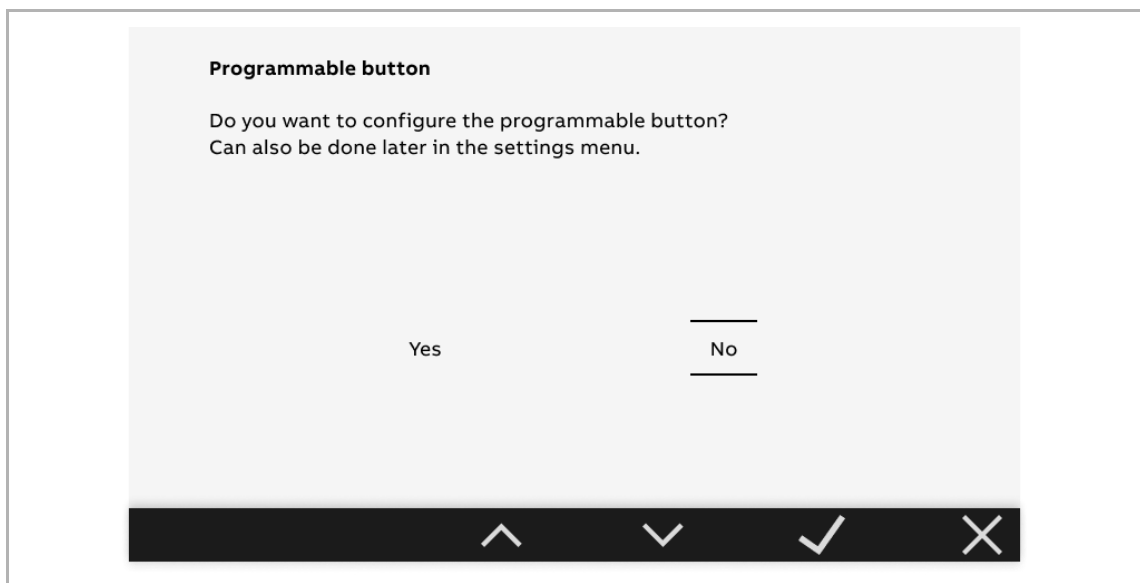 Programmable button
Do you want to configure the programmable button?
Can also be done later in the settings menu.
Yes No